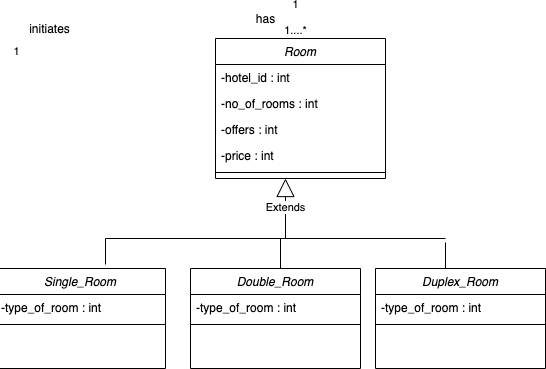 1
has
initiates
1....*
1
Room
-hotel_id : int
-no_of_rooms : int
-offers : int
-price : int
Extends
Single_Room
-type_of_room : int
Double_Room
-type_of_room : int
Duplex_Room
-type_of_room : int